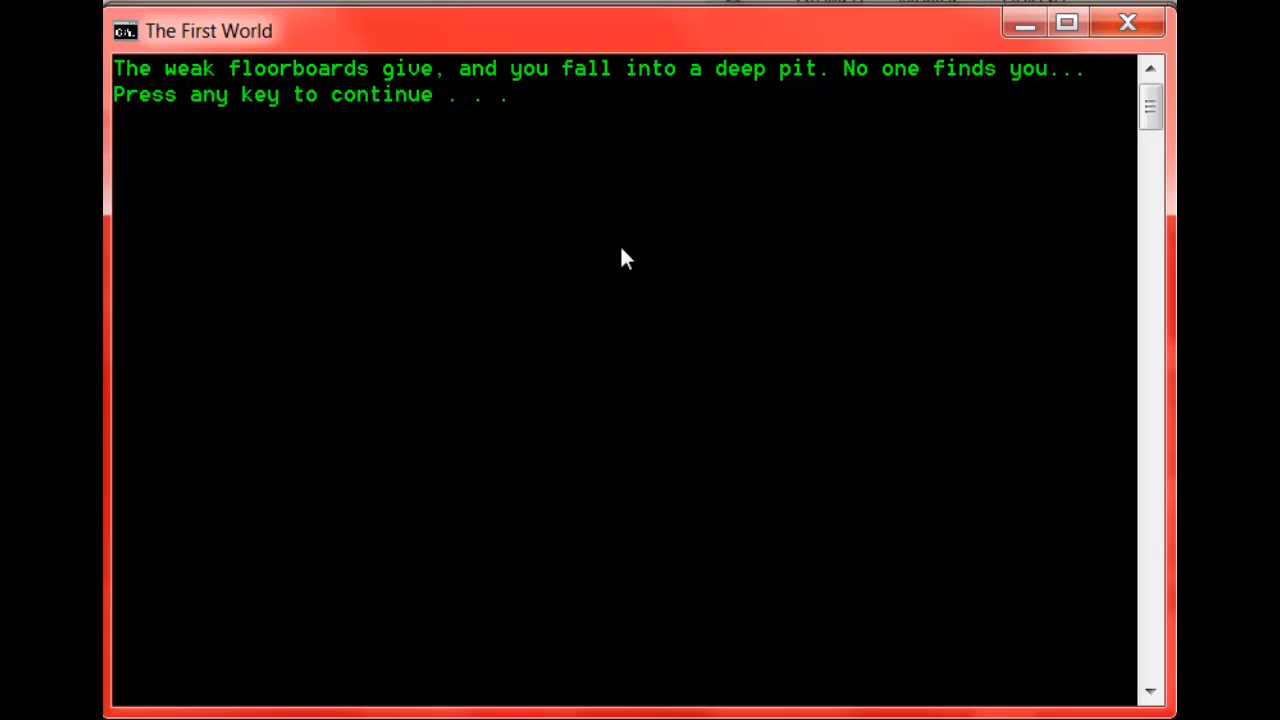 The First World
The weak floorboards give, and you fall into a deep pit. No one finds you...
Press any key to continue . . .